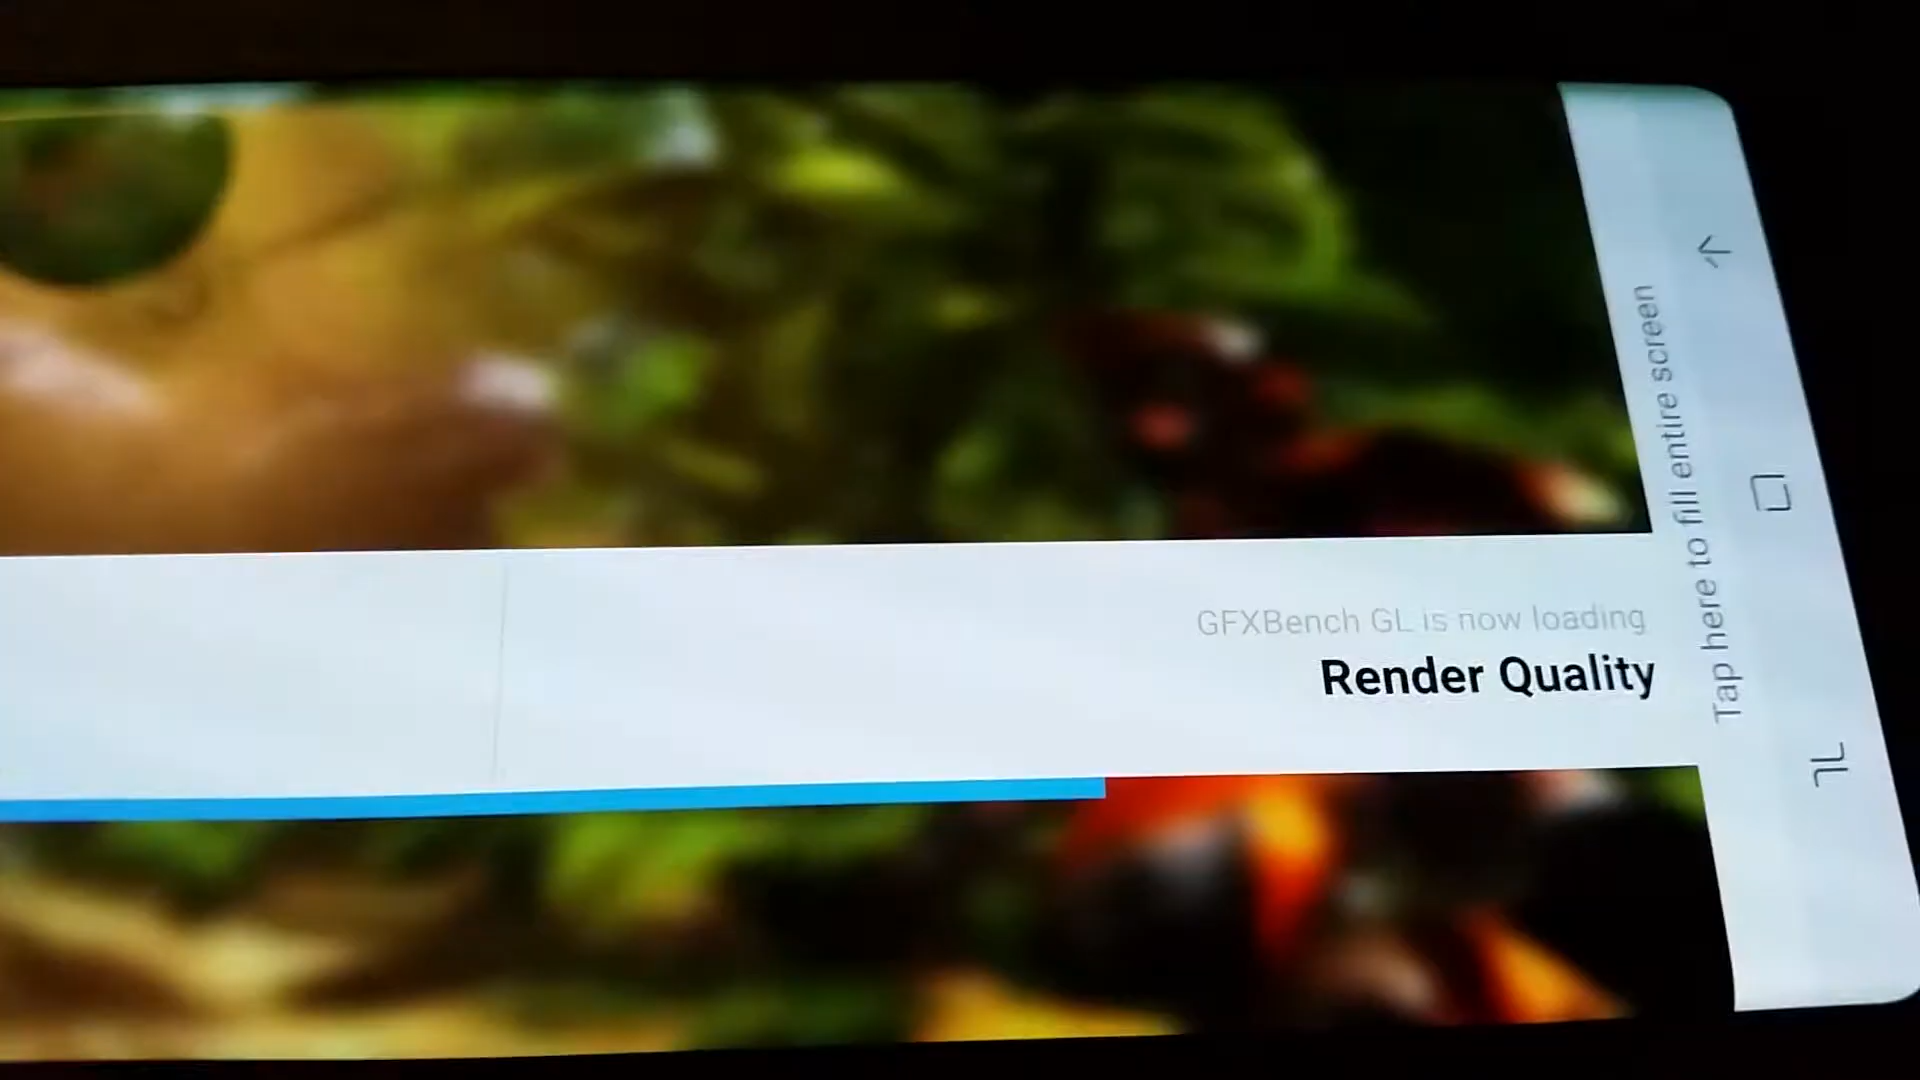 GFXBench GL is now loading
Render Quality
Tap here to fill entire screen